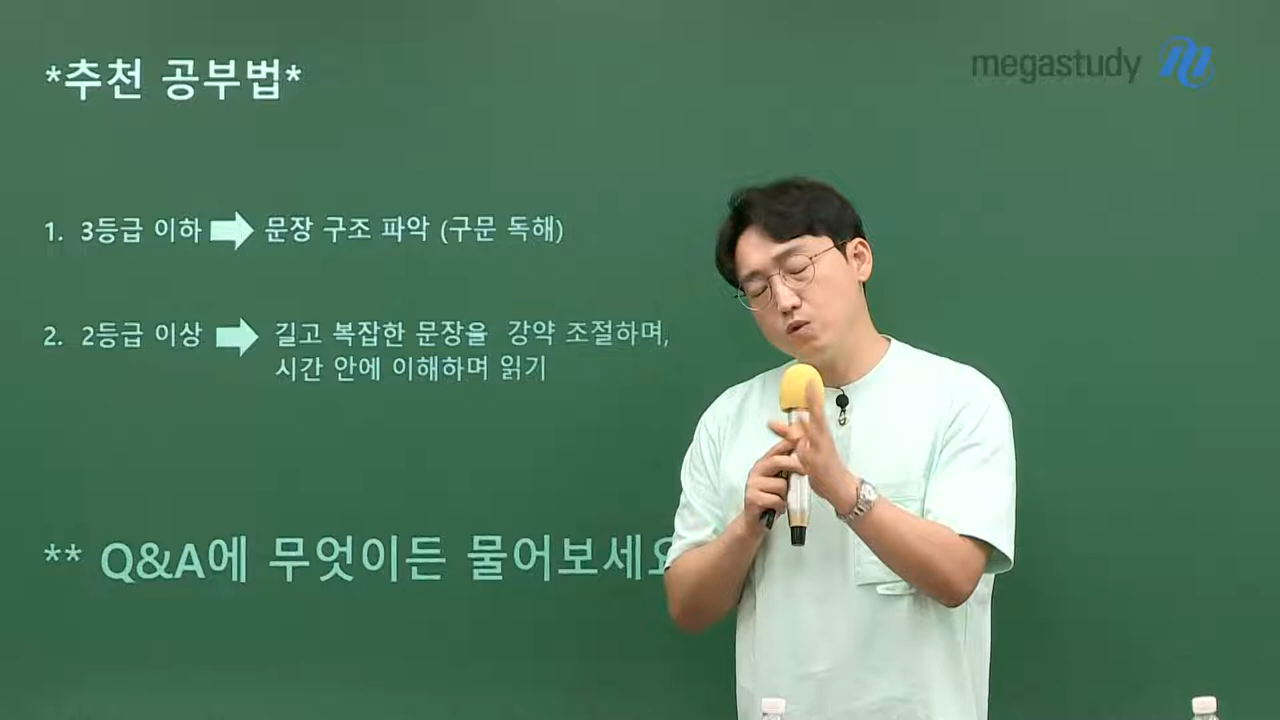 *추천 공부법*
megastudy
1. 3등급 이하 문장 구조 파악 (구문 독해)
2. 2등급 이상 길고 복잡한 문장을 강약 조절하며,
시간 안에 이해하며 읽기
** Q&A에 무엇이든 물어보세요